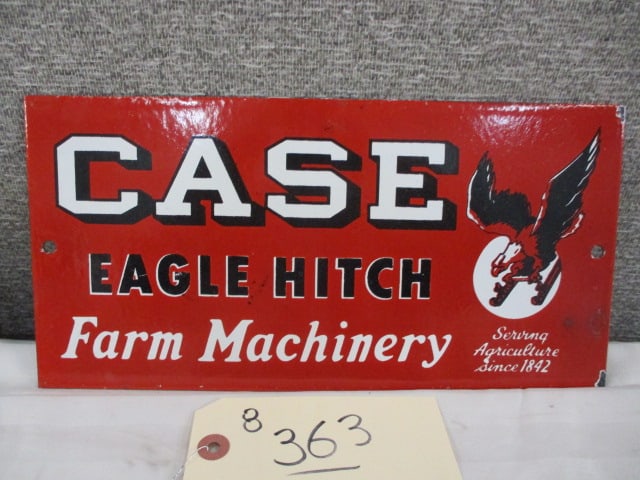 CASE
EAGLE HITCH
Farm Machinery
Serving
Agriculture
Since 1842
8
363